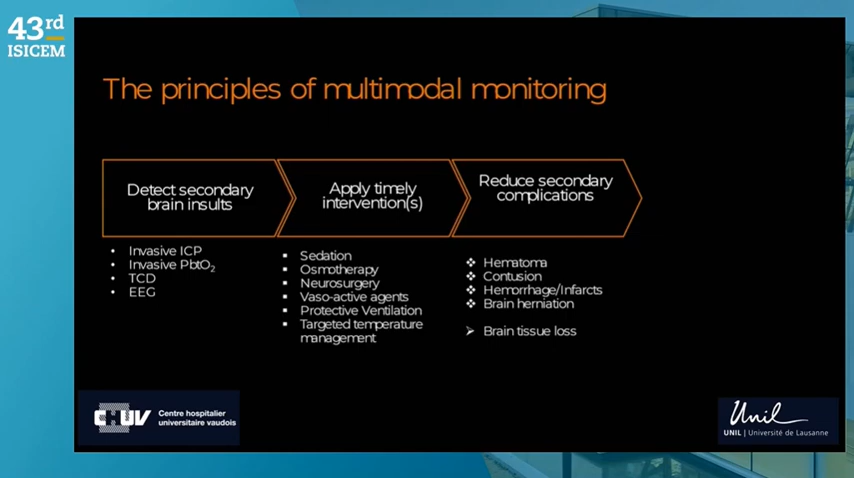 43rd
ISICEM
The principles of multimodal monitoring
Detect secondary
brain insults
Apply timely
intervention(s)
Reduce secondary
complications
• Invasive ICP
• Invasive PbtO₂
• TCD
• EEG
▪ Sedation
▪ Osmotherapy
▪ Neurosurgery
▪ Vaso-active agents
▪ Protective Ventilation
▪ Targeted temperature
management
❖ Hematoma
❖ Contusion
❖ Hemorrhage/Infarcts
❖ Brain herniation
➢ Brain tissue loss
CHUV
Centre hospitalier
universitaire vaudois
Unil
UNIL | Université de Lausanne